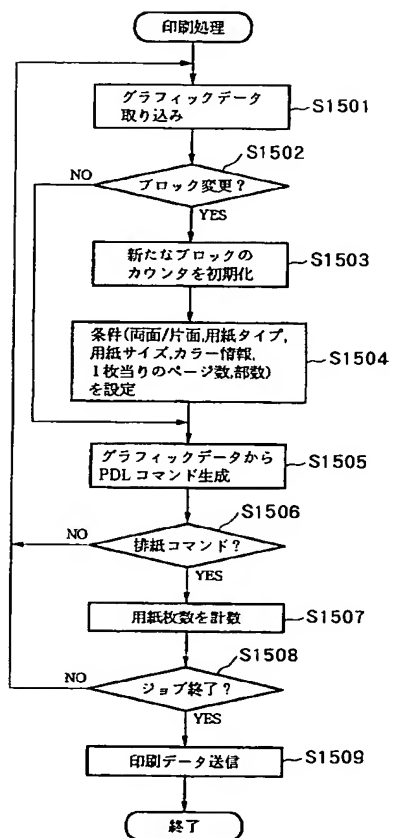 印刷処理
グラフィックデータ
取り込み
S1501
S1502
NO
ブロック変更？
YES
新たなブロックの
カウンタを初期化
S1503
条件(両面/片面,用紙タイプ,
用紙サイズ,カラー情報,
１枚当りのページ数,部数)
を設定
S1504
グラフィックデータから
PDLコマンド生成
S1505
S1506
NO
排紙コマンド？
YES
用紙枚数を計数
S1507
S1508
NO
ジョブ終了？
YES
印刷データ送信
S1509
終了